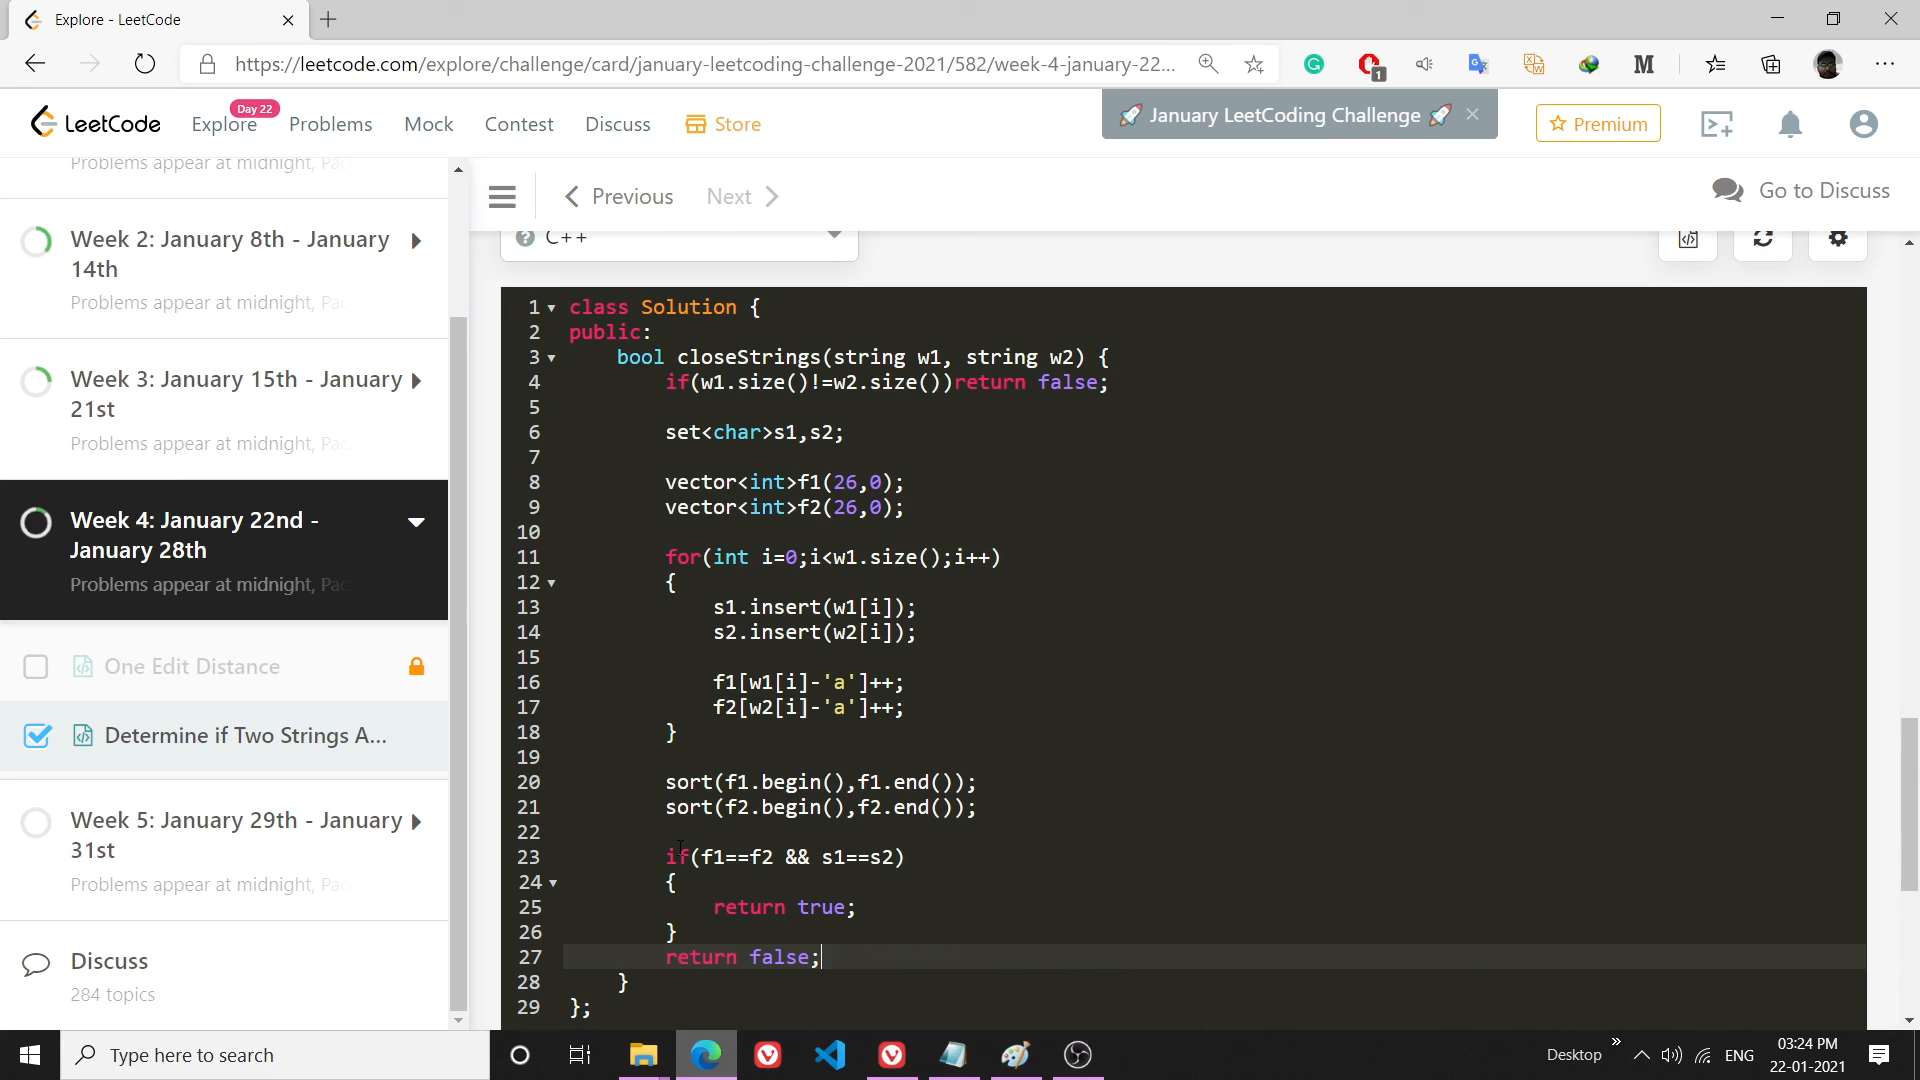 Explore - LeetCode
https://leetcode.com/explore/challenge/card/january-leetcoding-challenge-2021/582/week-4-january-22...
1
M
LeetCode
Explore
Day 22
Problems
Mock
Contest
Discuss
Store
🚀 January LeetCoding Challenge 🚀
Premium
Problems appear at midnight, Pac
Week 2: January 8th - January 14th
Problems appear at midnight, Pac
Week 3: January 15th - January 21st
Problems appear at midnight, Pac
Week 4: January 22nd - January 28th
Problems appear at midnight, Pac
One Edit Distance
Determine if Two Strings A...
Week 5: January 29th - January 31st
Problems appear at midnight, Pac
Discuss
284 topics
Previous
Next
Go to Discuss
C++
1 class Solution {
2 public:
3     bool closeStrings(string w1, string w2) {
4         if(w1.size()!=w2.size())return false;
5
6         set<char>s1,s2;
7
8         vector<int>f1(26,0);
9         vector<int>f2(26,0);
10
11         for(int i=0;i<w1.size();i++)
12         {
13             s1.insert(w1[i]);
14             s2.insert(w2[i]);
15
16             f1[w1[i]-'a']++;
17             f2[w2[i]-'a']++;
18         }
19
20         sort(f1.begin(),f1.end());
21         sort(f2.begin(),f2.end());
22
23         if(f1==f2 && s1==s2)
24         {
25             return true;
26         }
27         return false;
28     }
29 };
Type here to search
Desktop
ENG
03:24 PM
22-01-2021